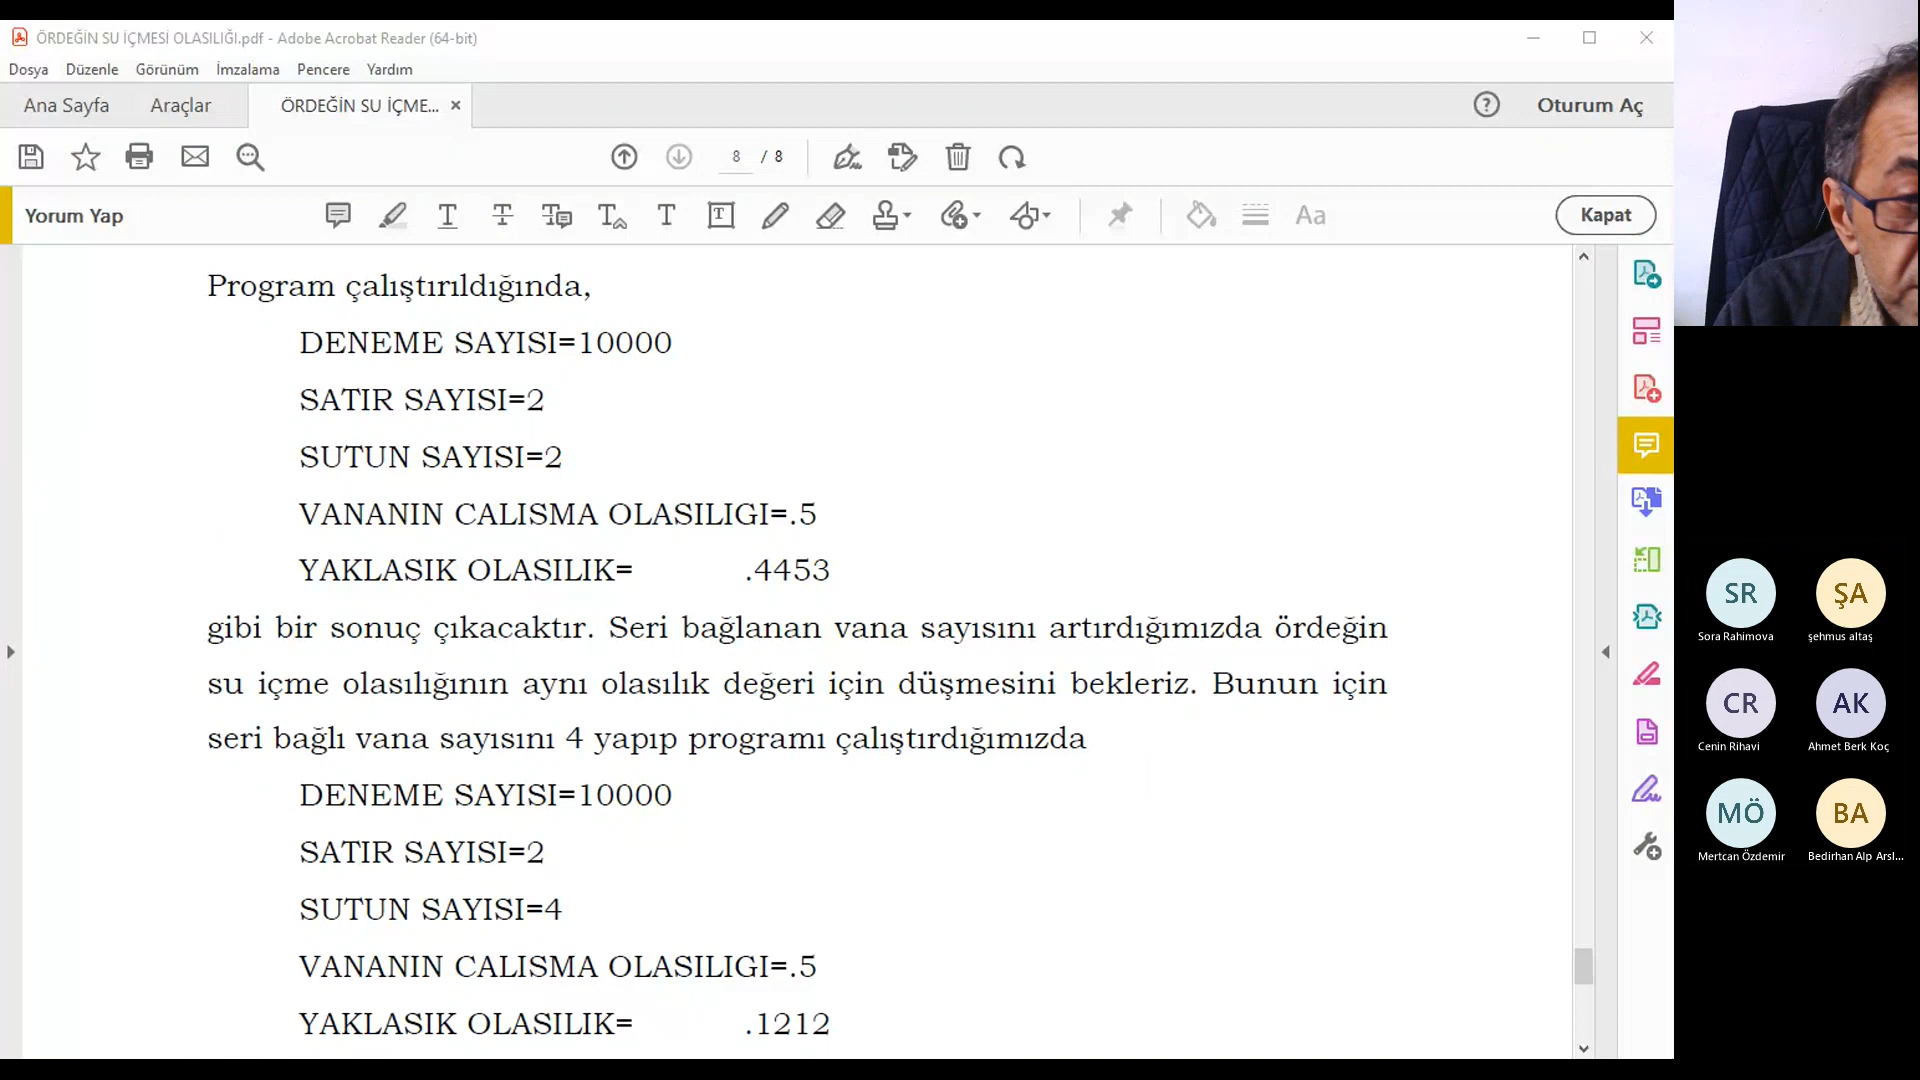 ÖRDEĞİN SU İÇMESİ OLASILIĞI.pdf - Adobe Acrobat Reader (64-bit)
Dosya Düzenle Görünüm İmzalama Pencere Yardım
Ana Sayfa Araçlar ÖRDEĞİN SU İÇME... × Oturum Aç
8 / 8
Yorum Yap Kapat
Program çalıştırıldığında,
DENEME SAYISI=10000
SATIR SAYISI=2
SUTUN SAYISI=2
VANANIN CALISMA OLASILIGI=.5
YAKLASIK OLASILIK= .4453
gibi bir sonuç çıkacaktır. Seri bağlanan vana sayısını artırdığımızda ördeğin
su içme olasılığının aynı olasılık değeri için düşmesini bekleriz. Bunun için
seri bağlı vana sayısını 4 yapıp programı çalıştırdığımızda
DENEME SAYISI=10000
SATIR SAYISI=2
SUTUN SAYISI=4
VANANIN CALISMA OLASILIGI=.5
YAKLASIK OLASILIK= .1212
SR ŞA
Sora Rahimova şehmus altaş
CR AK
Cenin Rihavi Ahmet Berk Koç
MÖ BA
Mertcan Özdemir Bedirhan Alp Arsl...